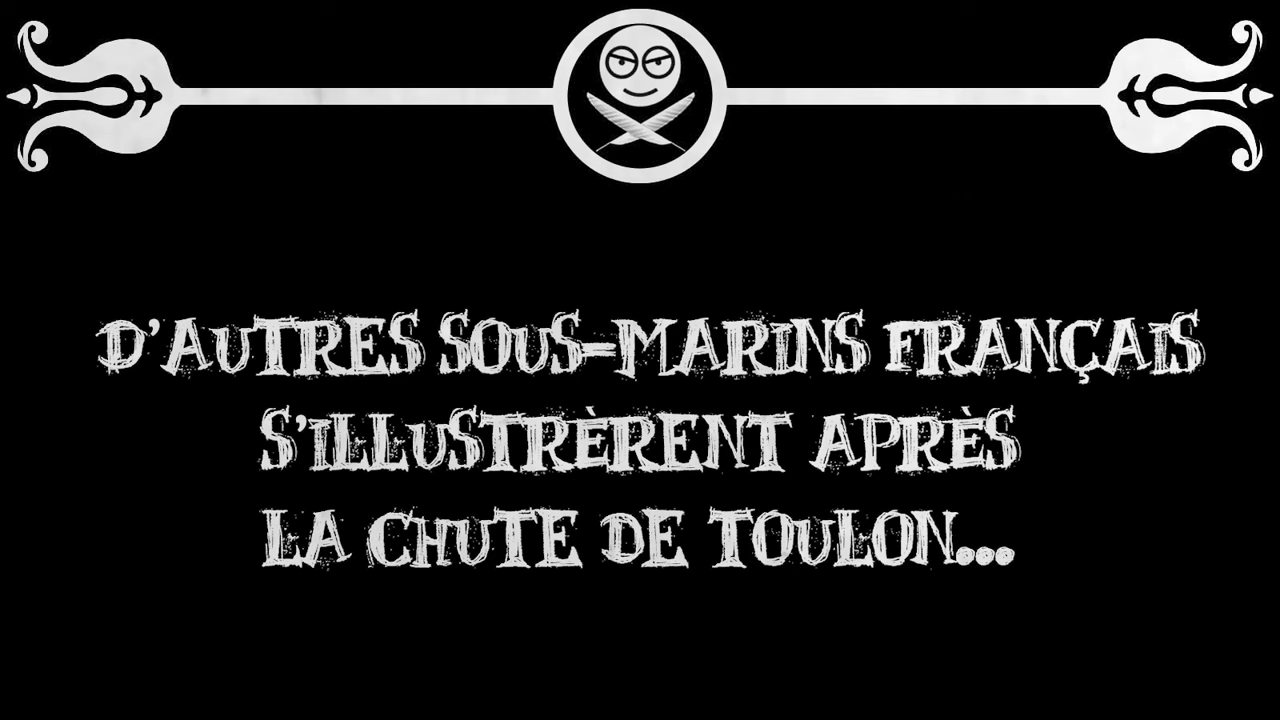 D'AUTRES SOUS-MARINS FRANÇAIS
S'ILLUSTRÈRENT APRÈS
LA CHUTE DE TOULON...